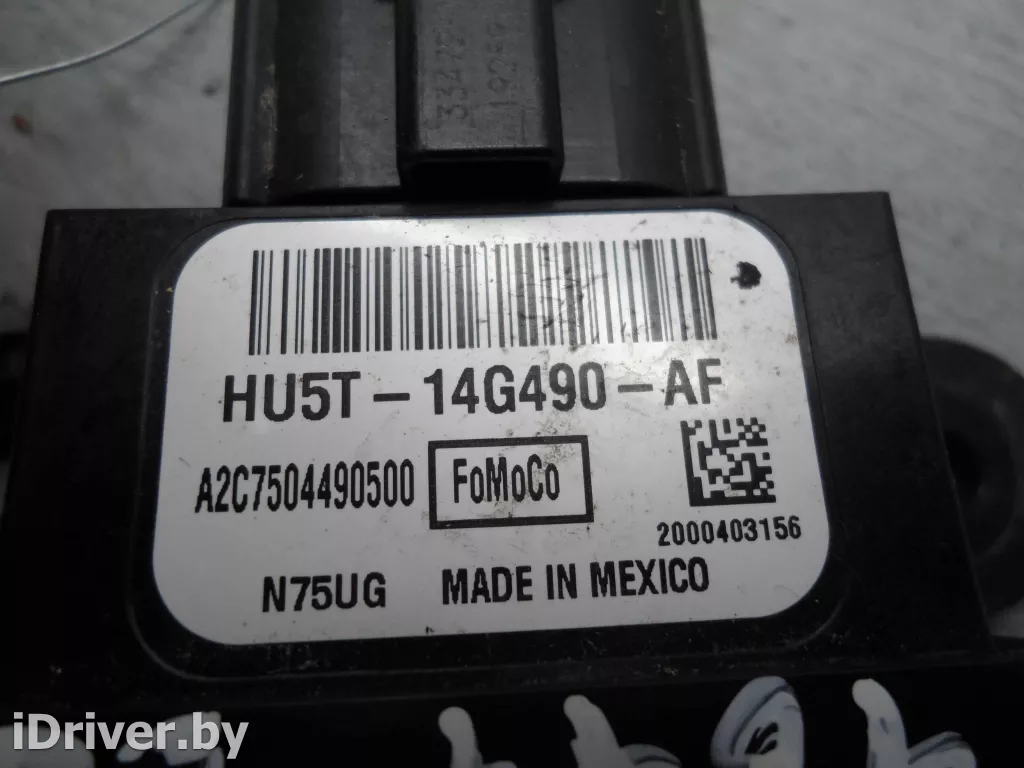 HU5T-14G490-AF
A2C7504490500 FoMoCo
2000403156
N75UG MADE IN MEXICO
iDriver.by